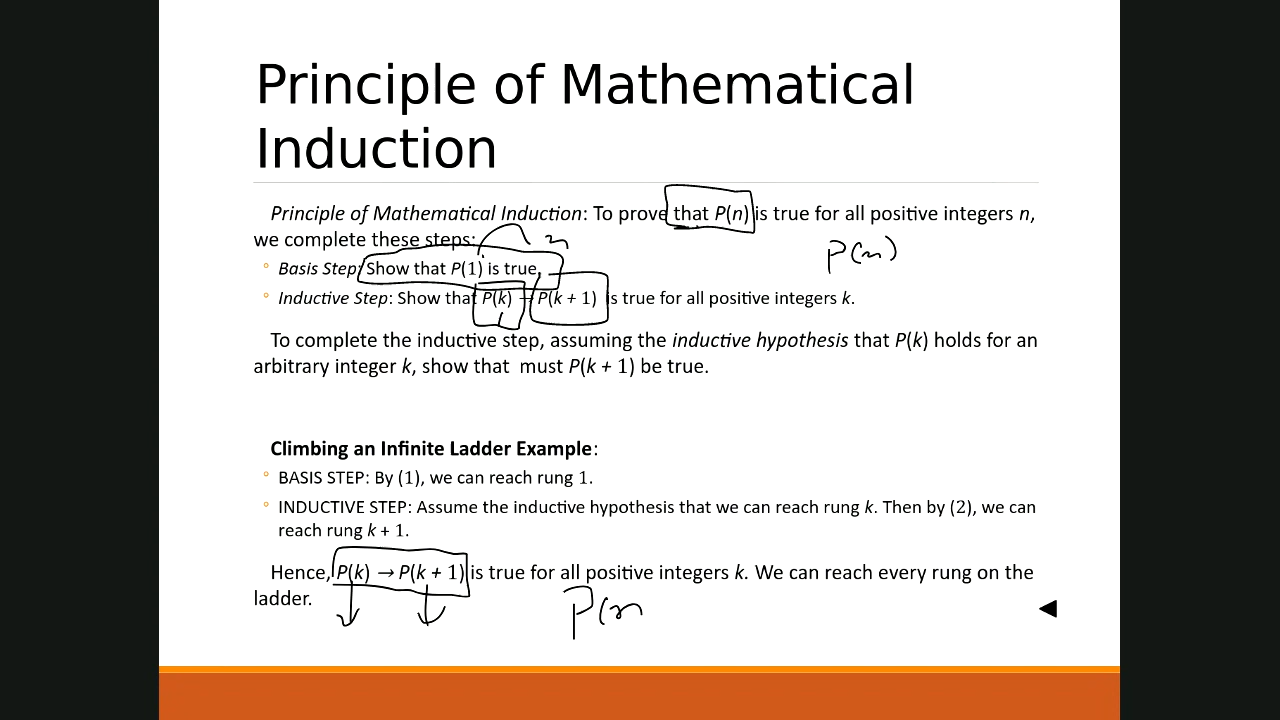 Principle of Mathematical
Induction
Principle of Mathematical Induction: To prove that P(n) is true for all positive integers n,
we complete these steps:
n
P(n)
◦ Basis Step: Show that P(1) is true.
◦ Inductive Step: Show that P(k) → P(k + 1) is true for all positive integers k.
To complete the inductive step, assuming the inductive hypothesis that P(k) holds for an
arbitrary integer k, show that must P(k + 1) be true.
Climbing an Infinite Ladder Example:
◦ BASIS STEP: By (1), we can reach rung 1.
◦ INDUCTIVE STEP: Assume the inductive hypothesis that we can reach rung k. Then by (2), we can
reach rung k + 1.
Hence, P(k) → P(k + 1) is true for all positive integers k. We can reach every rung on the
ladder.
P(n